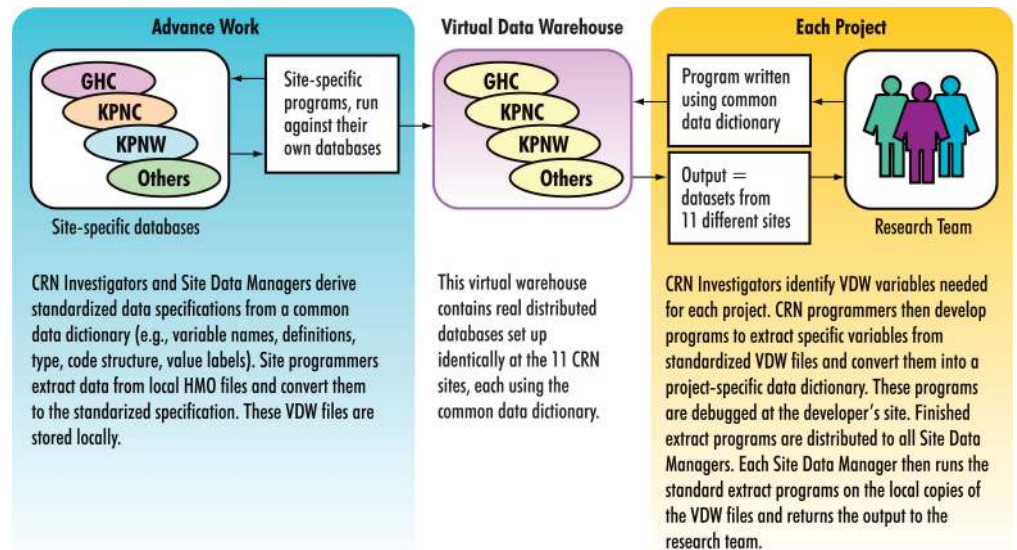 Advance Work
GHC
KPNC
KPNW
Others
Site-specific databases
Site-specific
programs, run
against their
own databases
CRN Investigators and Site Data Managers derive
standardized data specifications from a common
data dictionary (e.g., variable names, definitions,
type, code structure, value labels). Site programmers
extract data from local HMO files and convert them
to the standarized specification. These VDW files are
stored locally.
Virtual Data Warehouse
GHC
KPNC
KPNW
Others
This virtual warehouse
contains real distributed
databases set up
identically at the 11 CRN
sites, each using the
common data dictionary.
Each Project
Program written
using common
data dictionary
Output =
datasets from
11 different sites
Research Team
CRN Investigators identify VDW variables needed
for each project. CRN programmers then develop
programs to extract specific variables from
standardized VDW files and convert them into a
project-specific data dictionary. These programs
are debugged at the developer's site. Finished
extract programs are distributed to all Site Data
Managers. Each Site Data Manager then runs the
standard extract programs on the local copies of
the VDW files and returns the output to the
research team.